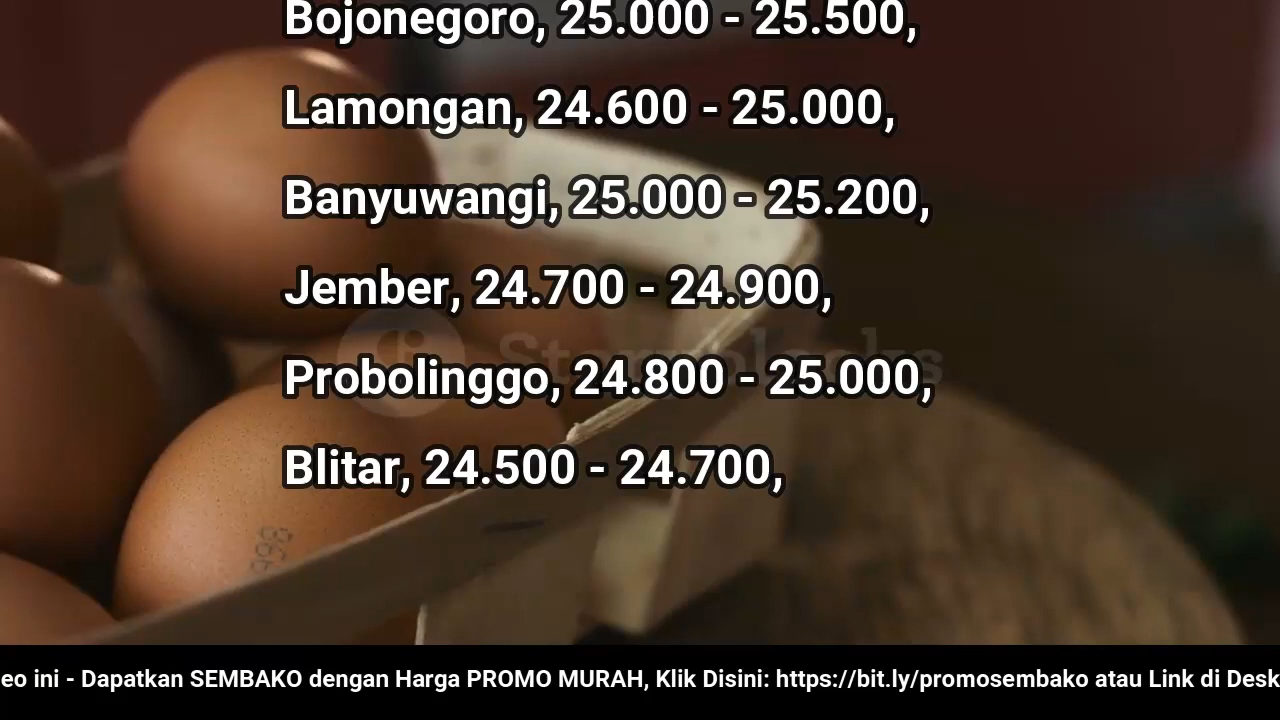 Bojonegoro, 25.000 - 25.500,
Lamongan, 24.600 - 25.000,
Banyuwangi, 25.000 - 25.200,
Jember, 24.700 - 24.900,
Storyblocks
Probolinggo, 24.800 - 25.000,
Blitar, 24.500 - 24.700,
eo ini - Dapatkan SEMBAKO dengan Harga PROMO MURAH, Klik Disini: https://bit.ly/promosembako atau Link di Desk